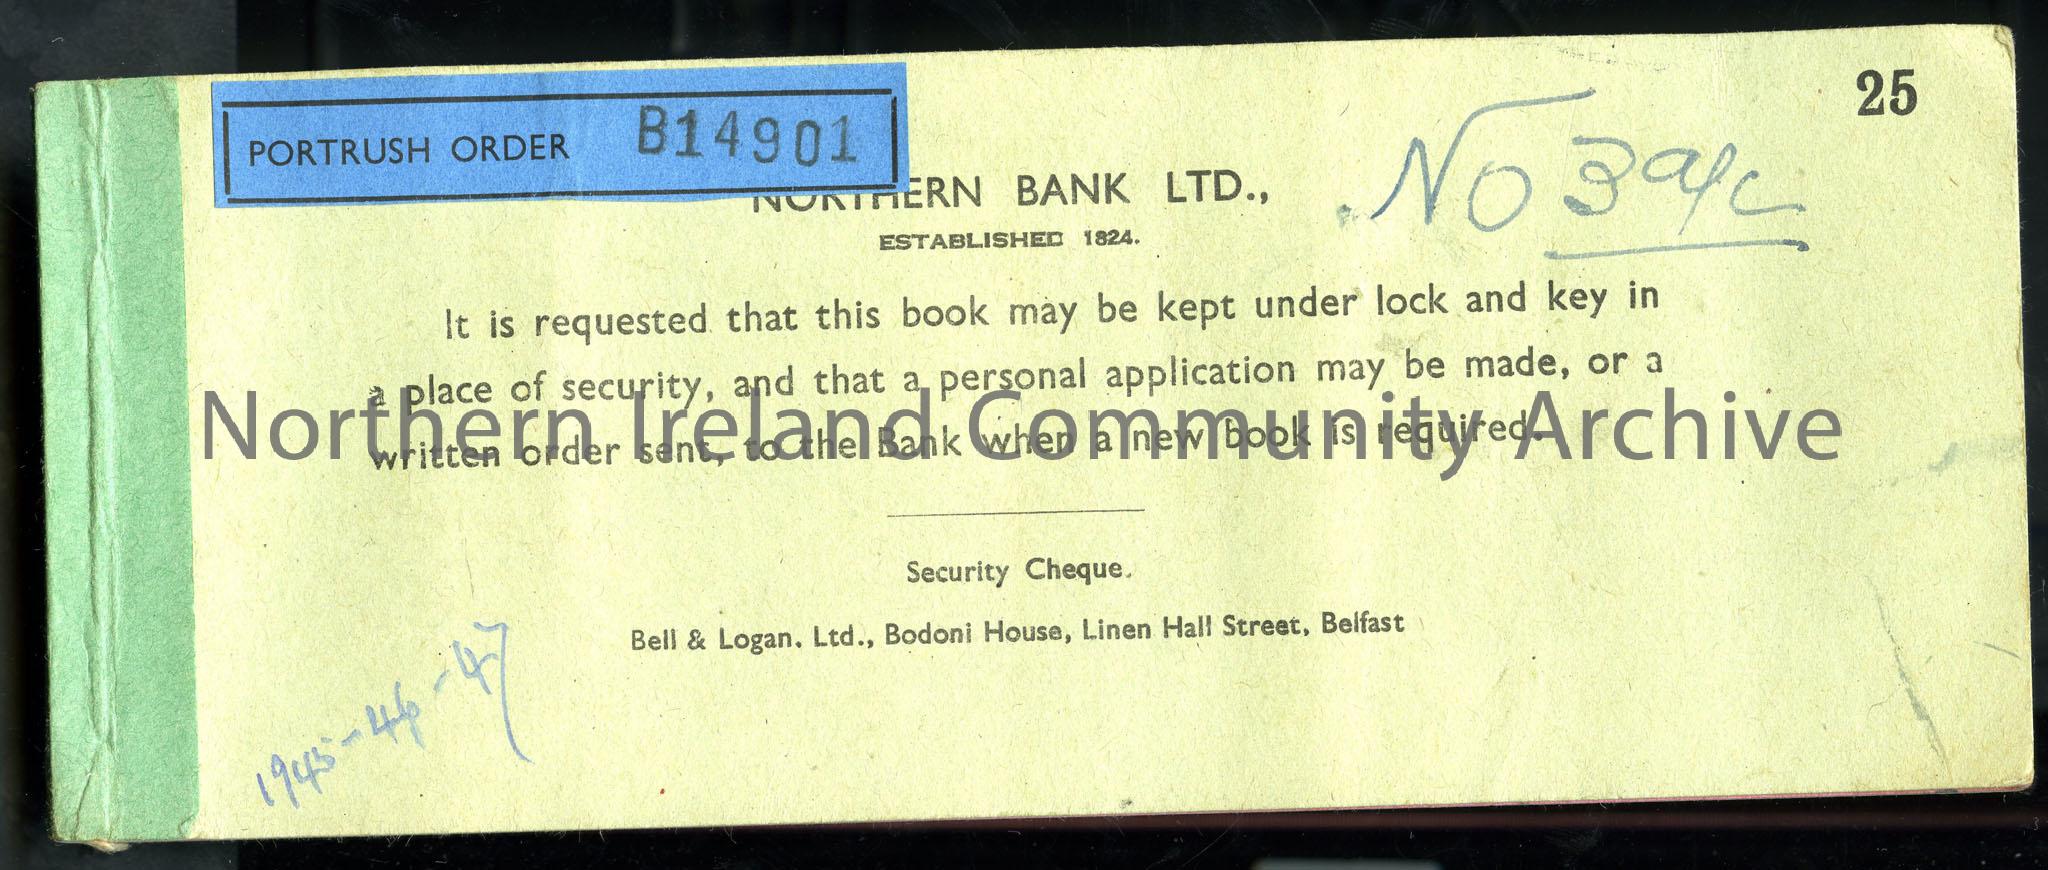 25
PORTRUSH ORDER B14901
No 3 a/c
NORTHERN BANK LTD.,
ESTABLISHED 1824.
It is requested that this book may be kept under lock and key in
a place of security, and that a personal application may be made, or a
written order sent, to the Bank when a new book is required.
Northern Ireland Community Archive
Security Cheque.
Bell & Logan. Ltd., Bodoni House, Linen Hall Street, Belfast
1945-46-47